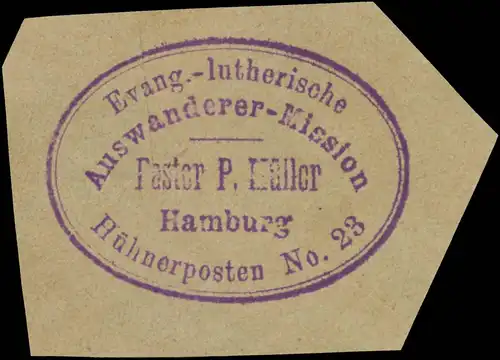 Evang.-lutherische
Auswanderer-Mission
Pastor P. Müller
Hamburg
Hühnerposten No. 23